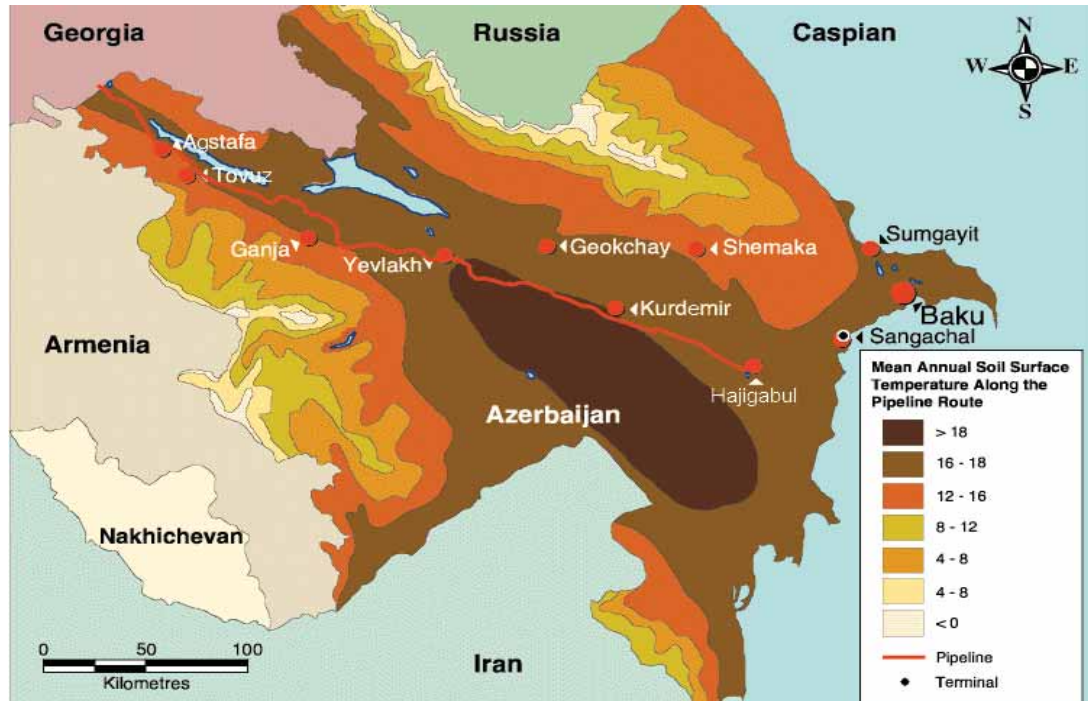 Georgia
Russia
Caspian
N
W E
S
Agstafa
Tovuz
Ganja
Yevlakh
Geokchay
Shemaka
Sumgayit
Kurdemir
Baku
Sangachal
Armenia
Hajigabul
Azerbaijan
Nakhichevan
Iran
0 50 100
Kilometres
Mean Annual Soil Surface
Temperature Along the
Pipeline Route
> 18
16 - 18
12 - 16
8 - 12
4 - 8
4 - 8
< 0
Pipeline
Terminal